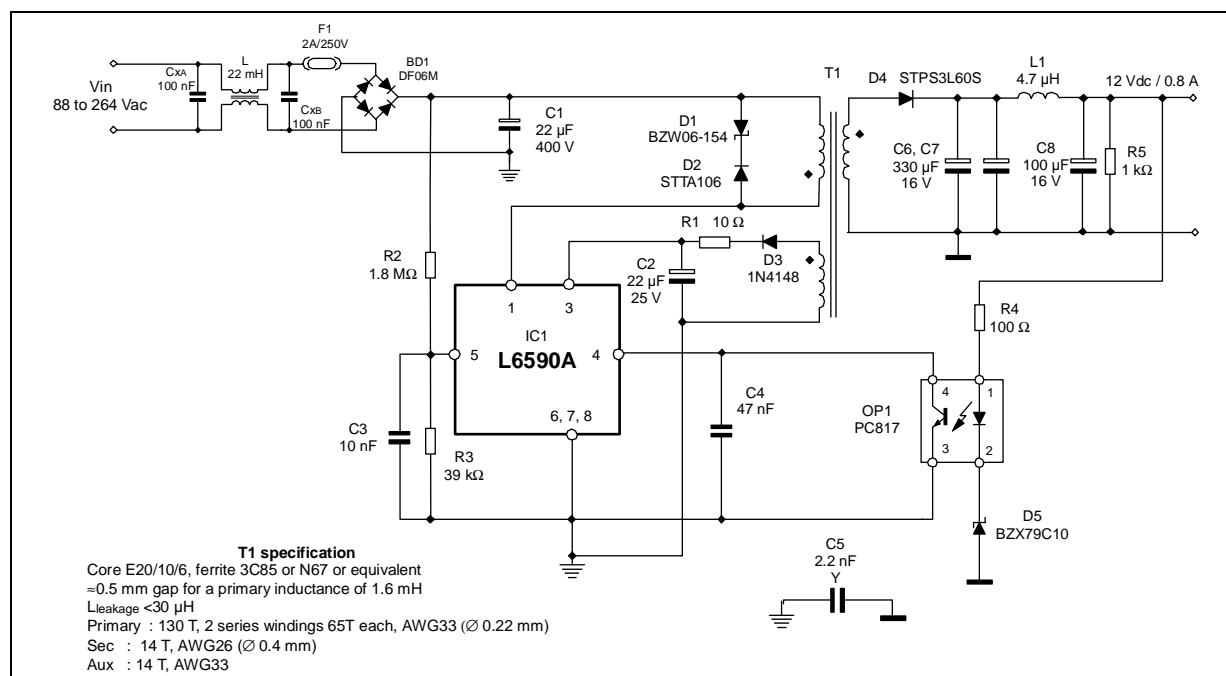 F1
2A/250V
L
22 mH
CxA
100 nF
CxB
100 nF
BD1
DF06M
Vin
88 to 264 Vac
C1
22 µF
400 V
D1
BZW06-154
D2
STTA106
T1
D4 STPS3L60S
L1
4.7 µH
12 Vdc / 0.8 A
C6, C7
330 µF
16 V
C8
100 µF
16 V
R5
1 kΩ
R1 10 Ω
D3
1N4148
C2
22 µF
25 V
R2
1.8 MΩ
R4
100 Ω
1
3
IC1
L6590A
5
4
6, 7, 8
C4
47 nF
OP1
PC817
4
1
3
2
C3
10 nF
R3
39 kΩ
D5
BZX79C10
C5
2.2 nF
Y
T1 specification
Core E20/10/6, ferrite 3C85 or N67 or equivalent
≈0.5 mm gap for a primary inductance of 1.6 mH
Lleakage <30 µH
Primary : 130 T, 2 series windings 65T each, AWG33 (∅ 0.22 mm)
Sec : 14 T, AWG26 (∅ 0.4 mm)
Aux : 14 T, AWG33